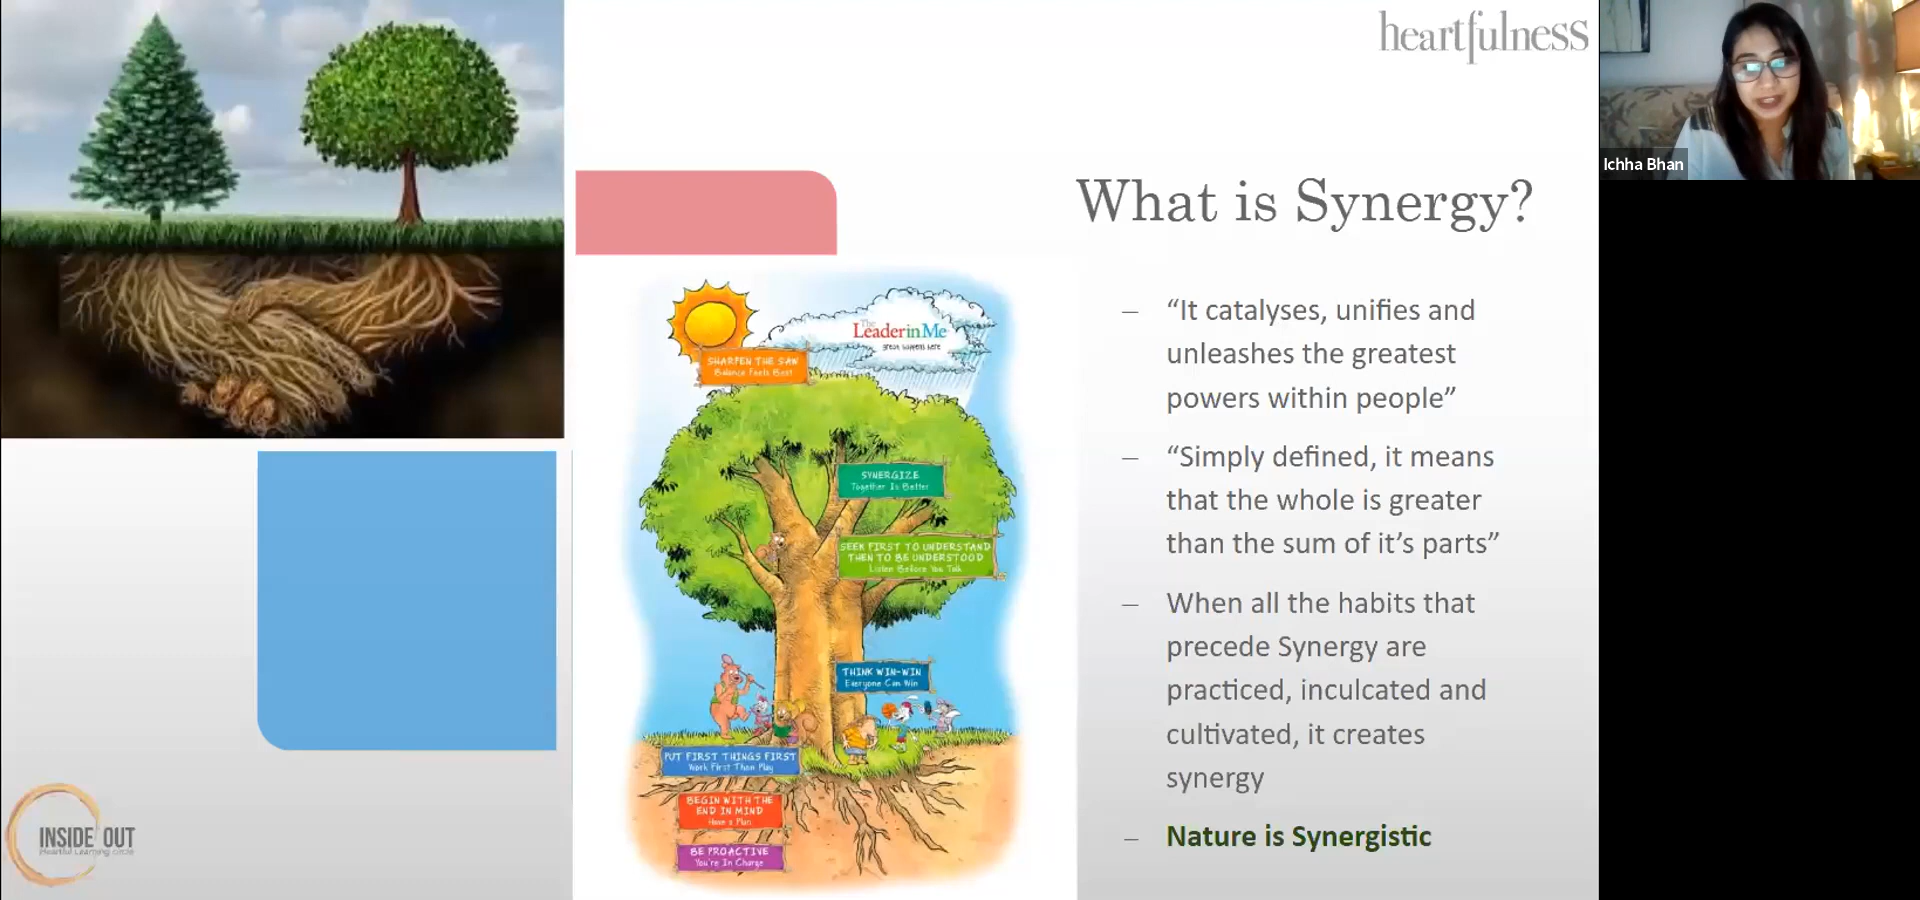 heartfulness
Ichha Bhan
What is Synergy?
– “It catalyses, unifies and
unleashes the greatest
powers within people”
– “Simply defined, it means
that the whole is greater
than the sum of it’s parts”
– When all the habits that
precede Synergy are
practiced, inculcated and
cultivated, it creates
synergy
– Nature is Synergistic
The
Leader in Me
great happens here
SHARPEN THE SAW
Balance Feels Best
SYNERGIZE
Together Is Better
SEEK FIRST TO UNDERSTAND
THEN TO BE UNDERSTOOD
Listen Before You Talk
THINK WIN-WIN
Everyone Can Win
PUT FIRST THINGS FIRST
Work First Then Play
BEGIN WITH THE
END IN MIND
Have a Plan
BE PROACTIVE
You're In Charge
INSIDE OUT
Heartful Learning circle